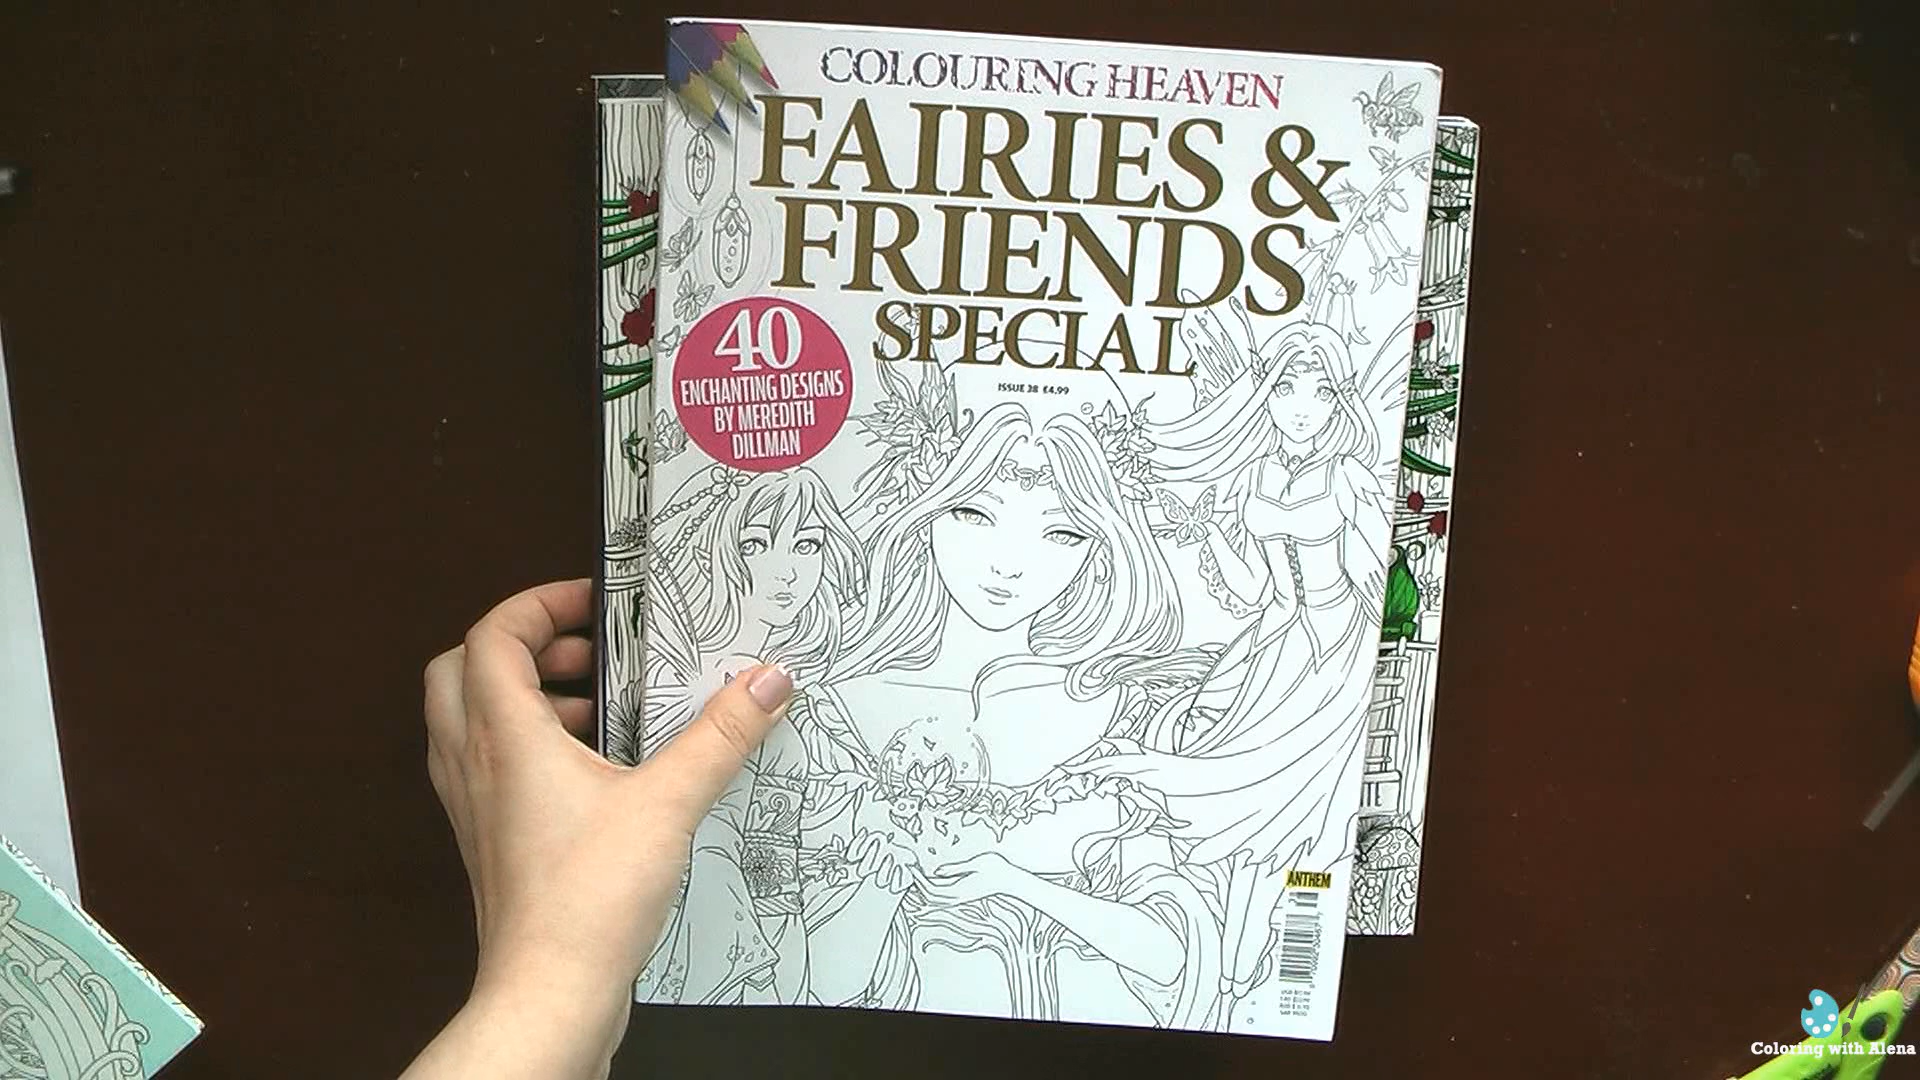 COLOURING HEAVEN
FAIRIES &
FRIENDS
SPECIAL
ISSUE 38 £4.99
40
ENCHANTING DESIGNS
BY MEREDITH
DILLMAN
ANTHEM
Coloring with Alena